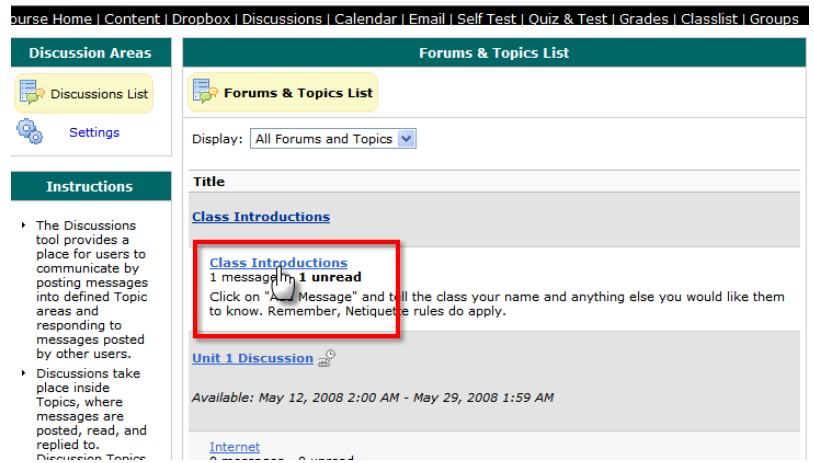 ourse Home | Content | Dropbox | Discussions | Calendar | Email | Self Test | Quiz & Test | Grades | Classlist | Groups
Discussion Areas
Discussions List
Settings
Instructions
The Discussions
tool provides a
place for users to
communicate by
posting messages
into defined Topic
areas and
responding to
messages posted
by other users.
Discussions take
place inside
Topics, where
messages are
posted, read, and
replied to.
Discussion Topics
Forums & Topics List
Forums & Topics List
Display: All Forums and Topics
Title
Class Introductions
Class Introductions
1 message 1 unread
Click on Message" and tell the class your name and anything else you would like them
to know. Remember, Netiquette rules do apply.
Unit 1 Discussion
Available: May 12, 2008 2:00 AM - May 29, 2008 1:59 AM
Internet
0 messages - 0 unread